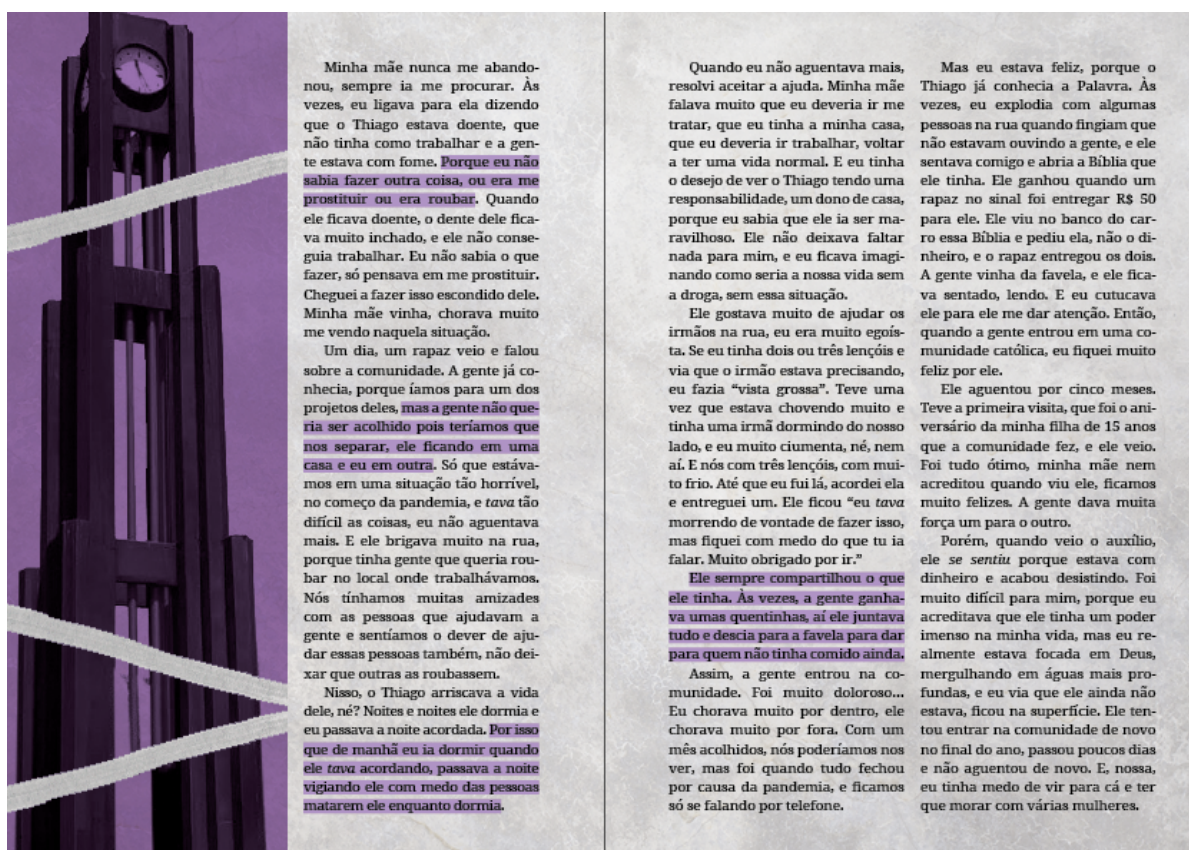 Minha mãe nunca me abando-
nou, sempre ia me procurar. Às
vezes, eu ligava para ela dizendo
que o Thiago estava doente, que
não tinha como trabalhar e a gen-
te estava com fome. Porque eu não
sabia fazer outra coisa, ou era me
prostituir ou era roubar. Quando
ele ficava doente, o dente dele fica-
va muito inchado, e ele não conse-
guia trabalhar. Eu não sabia o que
fazer, só pensava em me prostituir.
Cheguei a fazer isso escondido dele.
Minha mãe vinha, chorava muito
me vendo naquela situação.
Um dia, um rapaz veio e falou
sobre a comunidade. A gente já co-
nhecia, porque íamos para um dos
projetos deles, mas a gente não que-
ria ser acolhido pois teríamos que
nos separar, ele ficando em uma
casa e eu em outra. Só que estáva-
mos em uma situação tão horrível,
no começo da pandemia, e tava tão
difícil as coisas, eu não aguentava
mais. E ele brigava muito na rua,
porque tinha gente que queria rou-
bar no local onde trabalhávamos.
Nós tínhamos muitas amizades
com as pessoas que ajudavam a
gente e sentíamos o dever de aju-
dar essas pessoas também, não dei-
xar que outras as roubassem.
Nisso, o Thiago arriscava a vida
dele, né? Noites e noites ele dormia e
eu passava a noite acordada. Por isso
que de manhã eu ia dormir quando
ele tava acordando, passava a noite
vigiando ele com medo das pessoas
matarem ele enquanto dormia.
Quando eu não aguentava mais,
resolvi aceitar a ajuda. Minha mãe
falava muito que eu deveria ir me
tratar, que eu tinha a minha casa,
que eu deveria ir trabalhar, voltar
a ter uma vida normal. E eu tinha
o desejo de ver o Thiago tendo uma
responsabilidade, um dono de casa,
porque eu sabia que ele ia ser ma-
ravilhoso. Ele não deixava faltar
nada para mim, e eu ficava imagi-
nando como seria a nossa vida sem
a droga, sem essa situação.
Ele gostava muito de ajudar os
irmãos na rua, eu era muito egoís-
ta. Se eu tinha dois ou três lençóis e
via que o irmão estava precisando,
eu fazia “vista grossa”. Teve uma
vez que estava chovendo muito e
tinha uma irmã dormindo do nosso
lado, e eu muito ciumenta, né, nem
aí. E nós com três lençóis, com mui-
to frio. Até que eu fui lá, acordei ela
e entreguei um. Ele ficou “eu tava
morrendo de vontade de fazer isso,
mas fiquei com medo do que tu ia
falar. Muito obrigado por ir.”
Ele sempre compartilhou o que
ele tinha. Às vezes, a gente ganha-
va umas quentinhas, aí ele juntava
tudo e descia para a favela para dar
para quem não tinha comido ainda.
Assim, a gente entrou na co-
munidade. Foi muito doloroso...
Eu chorava muito por dentro, ele
chorava muito por fora. Com um
mês acolhidos, nós poderíamos nos
ver, mas foi quando tudo fechou
por causa da pandemia, e ficamos
só se falando por telefone.
Mas eu estava feliz, porque o
Thiago já conhecia a Palavra. Às
vezes, eu explodia com algumas
pessoas na rua quando fingiam que
não estavam ouvindo a gente, e ele
sentava comigo e abria a Bíblia que
ele tinha. Ele ganhou quando um
rapaz no sinal foi entregar R$ 50
para ele. Ele viu no banco do car-
ro essa Bíblia e pediu ela, não o di-
nheiro, e o rapaz entregou os dois.
A gente vinha da favela, e ele fica-
va sentado, lendo. E eu cutucava
ele para ele me dar atenção. Então,
quando a gente entrou em uma co-
munidade católica, eu fiquei muito
feliz por ele.
Ele aguentou por cinco meses.
Teve a primeira visita, que foi o ani-
versário da minha filha de 15 anos
que a comunidade fez, e ele veio.
Foi tudo ótimo, minha mãe nem
acreditou quando viu ele, ficamos
muito felizes. A gente dava muita
força um para o outro.
Porém, quando veio o auxílio,
ele se sentiu porque estava com
dinheiro e acabou desistindo. Foi
muito difícil para mim, porque eu
acreditava que ele tinha um poder
imenso na minha vida, mas eu re-
almente estava focada em Deus,
mergulhando em águas mais pro-
fundas, e eu via que ele ainda não
estava, ficou na superfície. Ele ten-
tou entrar na comunidade de novo
no final do ano, passou poucos dias
e não aguentou de novo. E, nossa,
eu tinha medo de vir para cá e ter
que morar com várias mulheres.